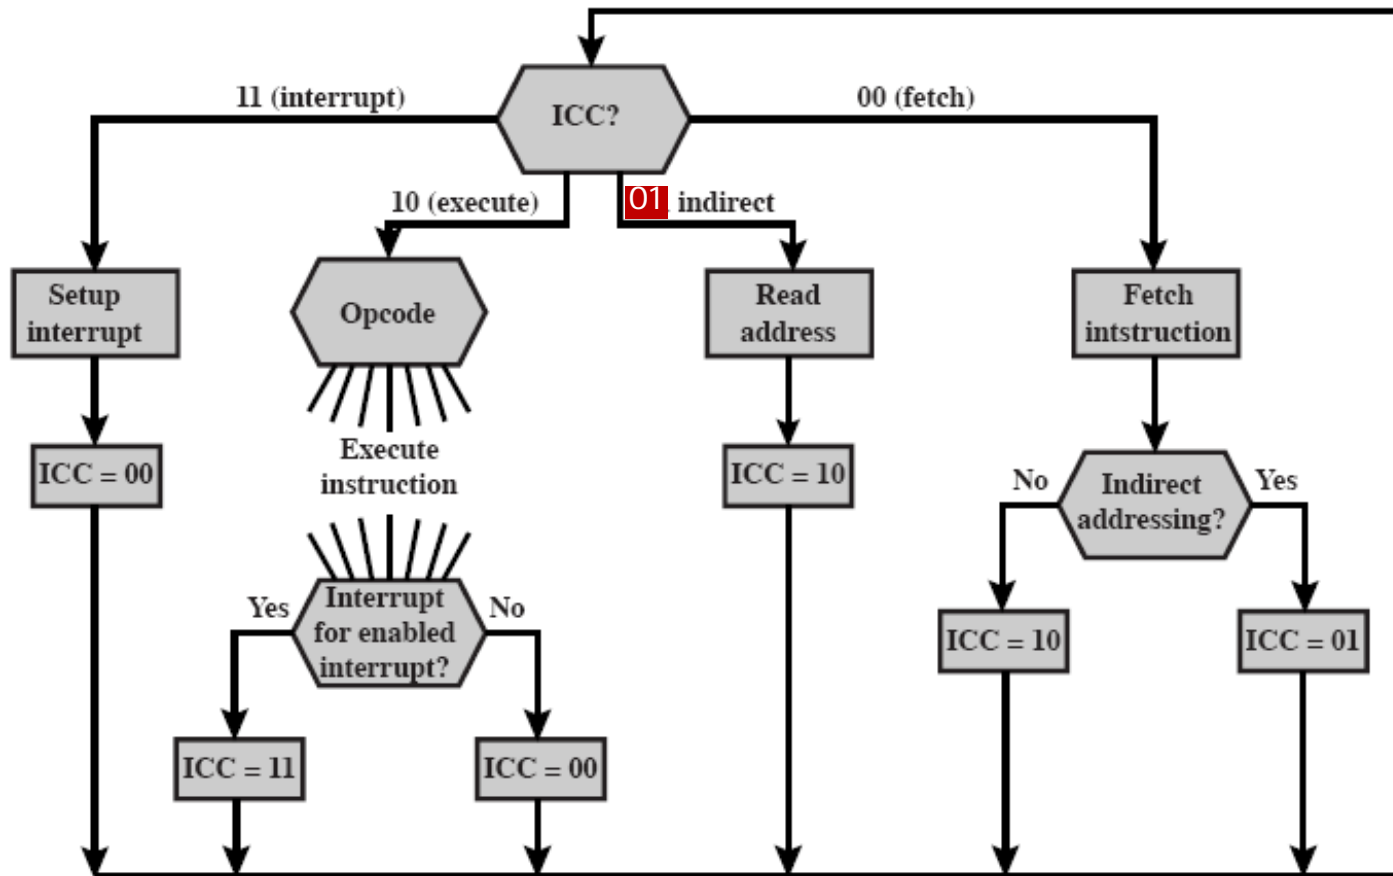 ICC?
11 (interrupt)
00 (fetch)
10 (execute)
01 indirect
Setup
interrupt
Opcode
Read
address
Fetch
intstruction
ICC = 00
Execute
instruction
ICC = 10
No
Indirect
addressing?
Yes
Yes
Interrupt
for enabled
interrupt?
No
ICC = 10
ICC = 01
ICC = 11
ICC = 00